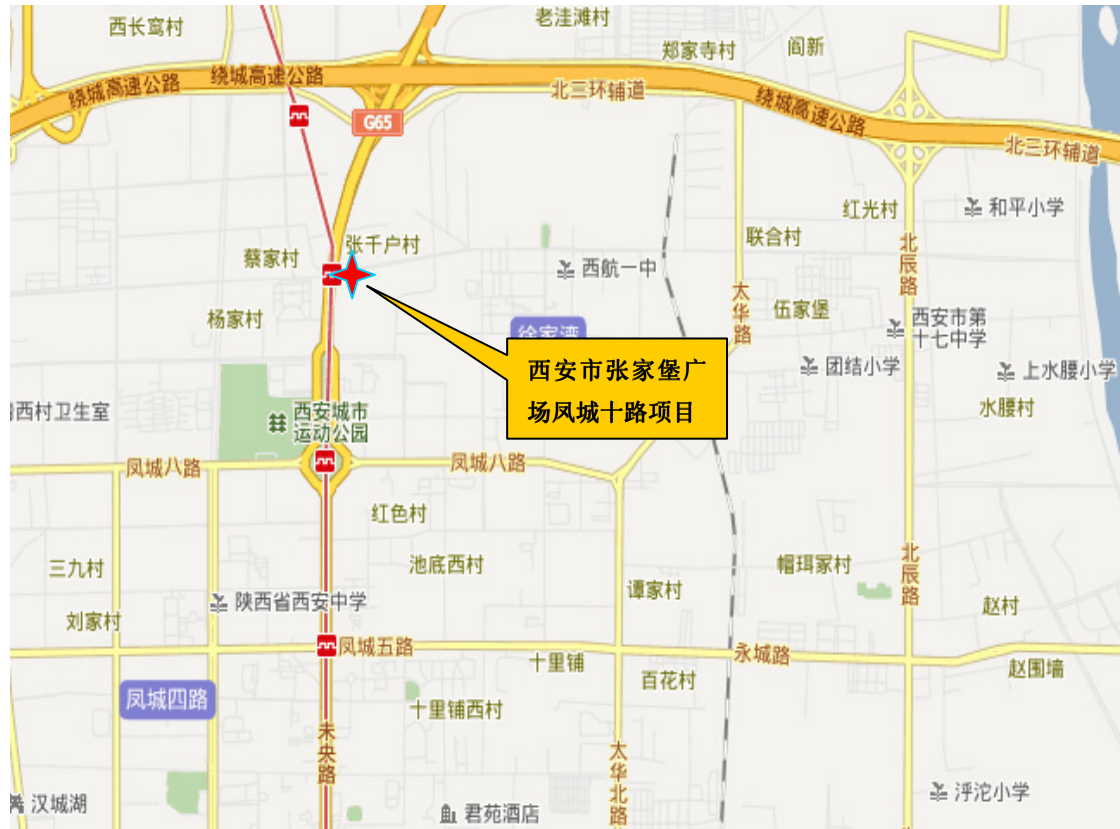 西长鸾村
老洼滩村
郑家寺村
阎新
绕城高速公路
绕城高速公路
北三环辅道
绕城高速公路
北三环辅道
G65
红光村
和平小学
张千户村
联合村
北辰路
蔡家村
西航一中
太华路
伍家堡
西安市第
十七中学
杨家村
徐家湾
西安市张家堡广
场凤城十路项目
团结小学
上水腰小学
水腰村
西村卫生室
西安城市
运动公园
凤城八路
凤城八路
红色村
池底西村
三九村
北辰路
帽珥冢村
谭家村
陕西省西安中学
赵村
刘家村
凤城五路
永城路
十里铺
赵围墙
百花村
凤城四路
十里铺西村
未央路
太华北路
汉城湖
君苑酒店
浮沱小学